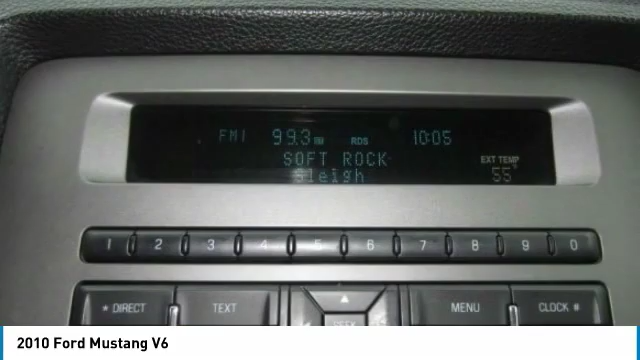 FM1 99.3 RDS 10:05
SOFT ROCK EXT TEMP
Sleigh 55°
1 2 3 4 5 6 7 8 9 0
* DIRECT TEXT SEEK MENU CLOCK #
2010 Ford Mustang V6